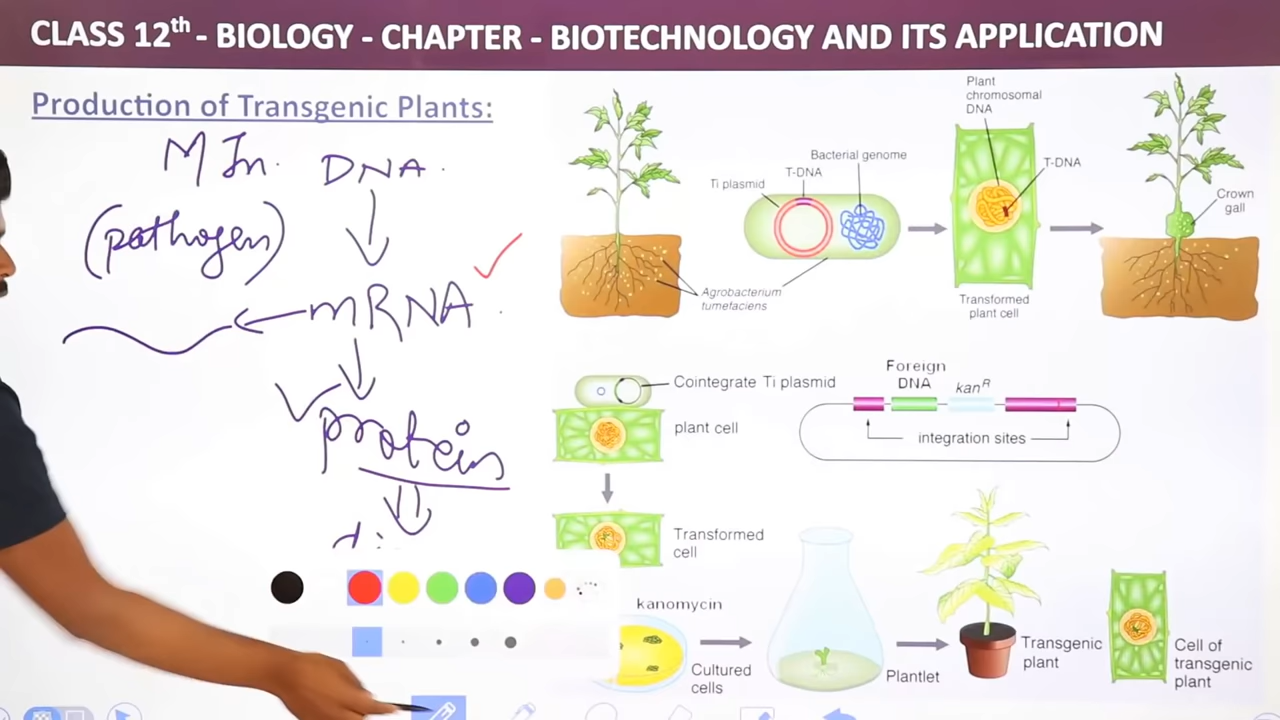 CLASS 12th - BIOLOGY - CHAPTER - BIOTECHNOLOGY AND ITS APPLICATION
Production of Transgenic Plants:
M In. DNA.
(pathogen)
mRNA
protein
di
Plant
chromosomal
DNA
Bacterial genome
T-DNA
Ti plasmid
T-DNA
Crown
gall
Agrobacterium
tumefaciens
Transformed
plant cell
Cointegrate Ti plasmid
plant cell
Foreign
DNA
kanR
integration sites
Transformed
cell
kanomycin
Cultured
cells
Plantlet
Transgenic
plant
Cell of
transgenic
plant